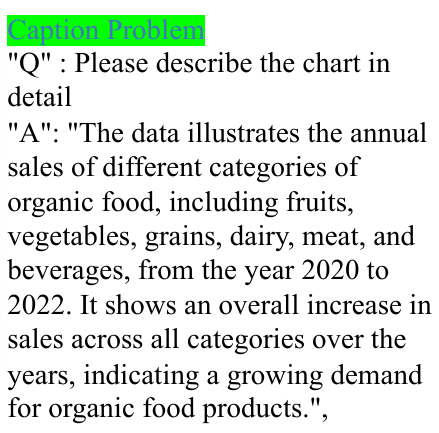 Caption Problem
"Q" : Please describe the chart in
detail
"A": "The data illustrates the annual
sales of different categories of
organic food, including fruits,
vegetables, grains, dairy, meat, and
beverages, from the year 2020 to
2022. It shows an overall increase in
sales across all categories over the
years, indicating a growing demand
for organic food products.",